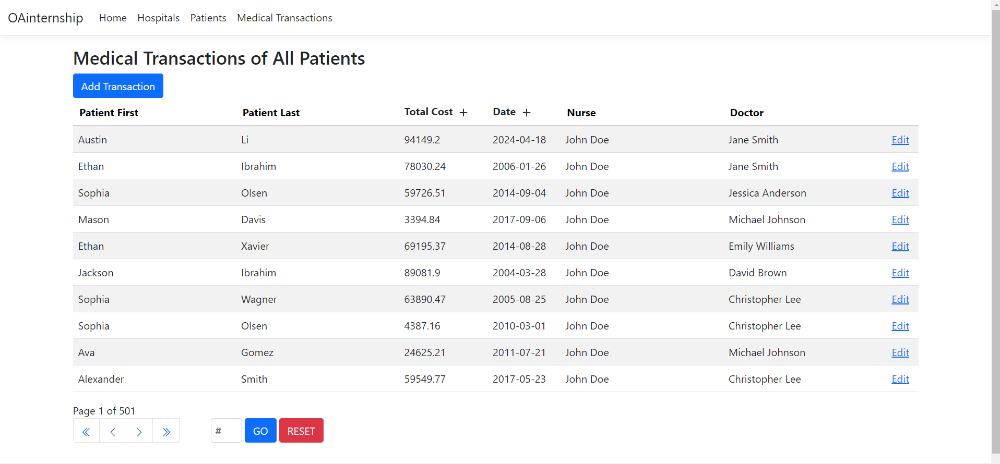 OAinternship Home Hospitals Patients Medical Transactions
Medical Transactions of All Patients
Add Transaction
Patient First Patient Last Total Cost + Date + Nurse Doctor
Austin Li 94149.2 2024-04-18 John Doe Jane Smith Edit
Ethan Ibrahim 78030.24 2006-01-26 John Doe Jane Smith Edit
Sophia Olsen 59726.51 2014-09-04 John Doe Jessica Anderson Edit
Mason Davis 3394.84 2017-09-06 John Doe Michael Johnson Edit
Ethan Xavier 69195.37 2014-08-28 John Doe Emily Williams Edit
Jackson Ibrahim 89081.9 2004-03-28 John Doe David Brown Edit
Sophia Wagner 63890.47 2005-08-25 John Doe Christopher Lee Edit
Sophia Olsen 4387.16 2010-03-01 John Doe Christopher Lee Edit
Ava Gomez 24625.21 2011-07-21 John Doe Michael Johnson Edit
Alexander Smith 59549.77 2017-05-23 John Doe Christopher Lee Edit
Page 1 of 501
« ‹ › » # GO RESET